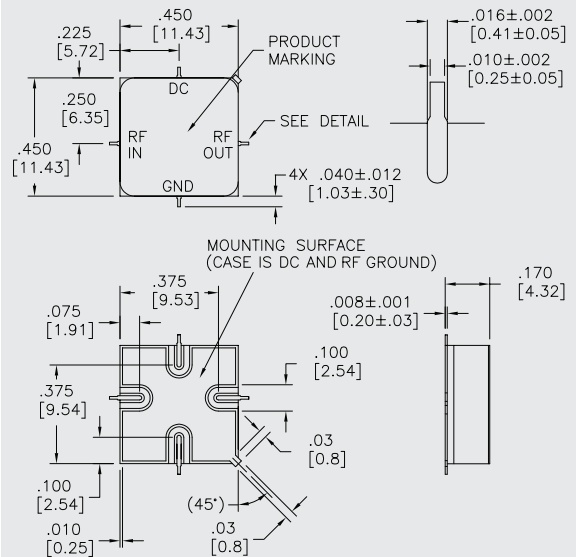 .450
[11.43]
.225
[5.72]
PRODUCT
MARKING
.016±.002
[0.41±0.05]
.010±.002
[0.25±0.05]
DC
.250
[6.35]
RF
IN
RF
OUT
SEE DETAIL
.450
[11.43]
GND
4X .040±.012
[1.03±.30]
MOUNTING SURFACE
(CASE IS DC AND RF GROUND)
.375
[9.53]
.170
[4.32]
.075
[1.91]
.008±.001
[0.20±.03]
.100
[2.54]
.375
[9.54]
.03
[0.8]
.100
[2.54]
(45°)
.010
[0.25]
.03
[0.8]